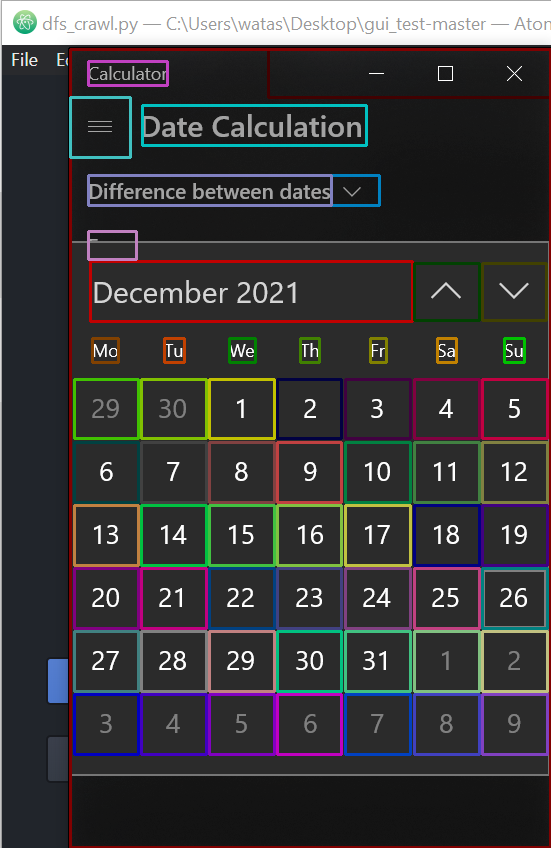 dfs_crawl.py — C:\Users\watas\Desktop\gui_test-master — Atom
File
Calculator
Date Calculation
Difference between dates
December 2021
Mo Tu We Th Fr Sa Su
29 30 1 2 3 4 5
6 7 8 9 10 11 12
13 14 15 16 17 18 19
20 21 22 23 24 25 26
27 28 29 30 31 1 2
3 4 5 6 7 8 9